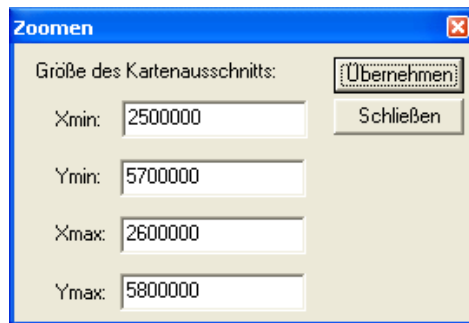 Zoomen
Größe des Kartenausschnitts:
Übernehmen
Schließen
Xmin: 2500000
Ymin: 5700000
Xmax: 2600000
Ymax: 5800000